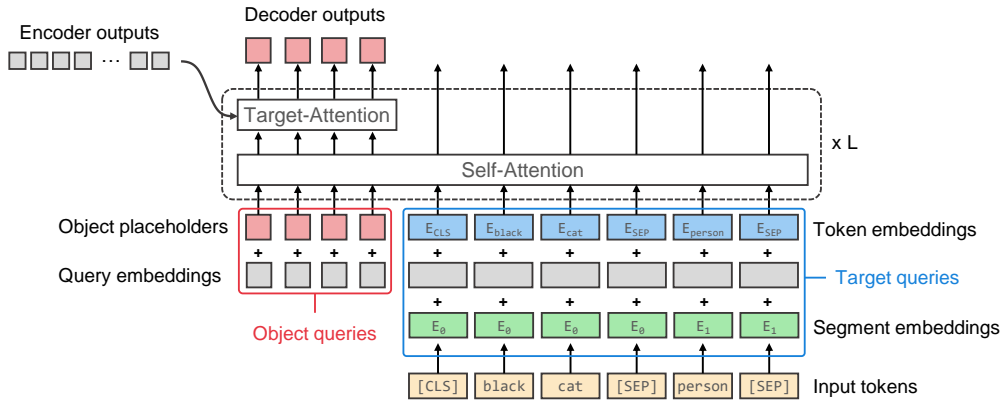 Decoder outputs
Encoder outputs
...
Target-Attention
x L
Self-Attention
Object placeholders
E_CLS E_black E_cat E_SEP E_person E_SEP
Token embeddings
+ + + + + + + + + +
Query embeddings
Target queries
+ + + + + +
Object queries
E_0 E_0 E_0 E_0 E_1 E_1
Segment embeddings
[CLS] black cat [SEP] person [SEP]
Input tokens